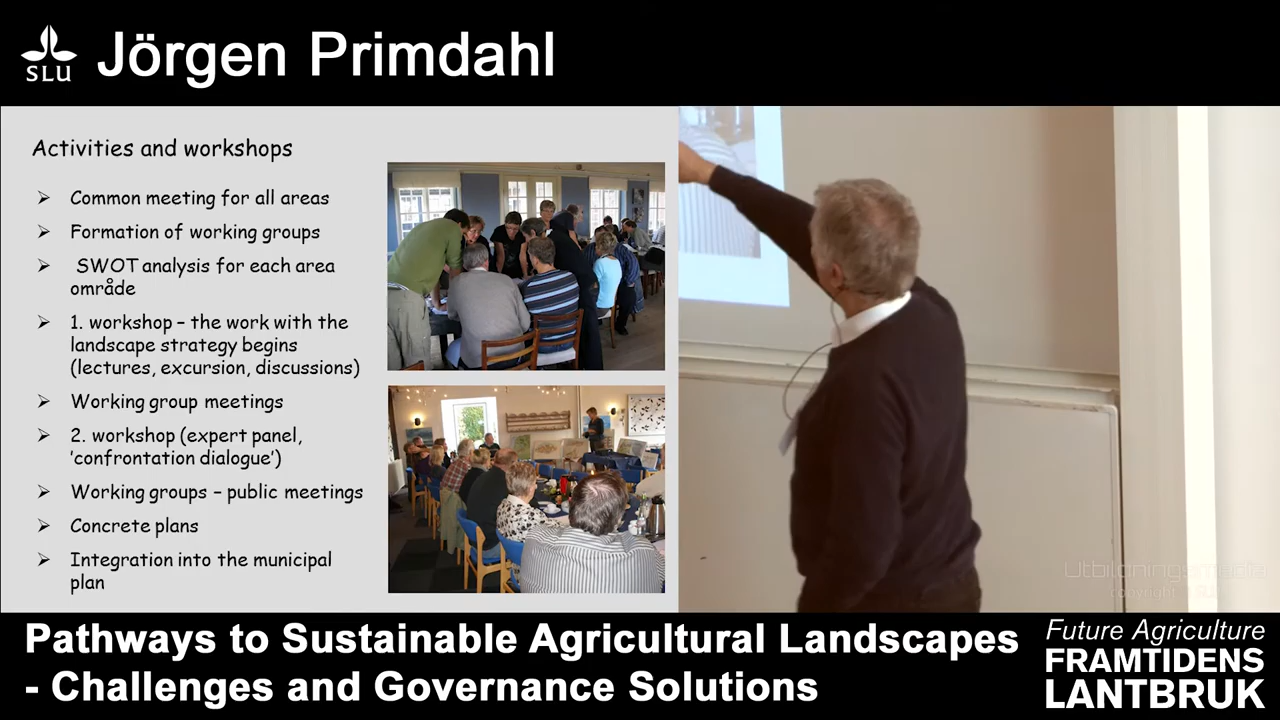 SLU
Jörgen Primdahl
Activities and workshops
Common meeting for all areas
Formation of working groups
SWOT analysis for each area
område
1. workshop – the work with the
landscape strategy begins
(lectures, excursion, discussions)
Working group meetings
2. workshop (expert panel,
'confrontation dialogue')
Working groups – public meetings
Concrete plans
Integration into the municipal
plan
Utbildningsmedia
copyright SLU
Pathways to Sustainable Agricultural Landscapes
- Challenges and Governance Solutions
Future Agriculture
FRAMTIDENS
LANTBRUK